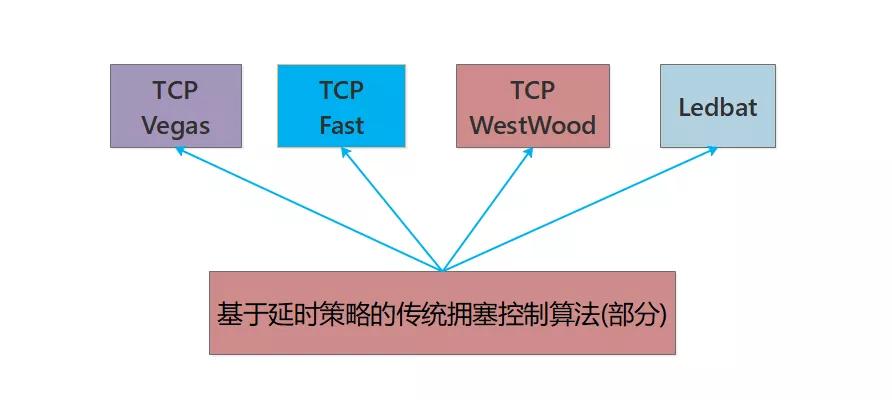 TCP
Vegas
TCP
Fast
TCP
WestWood
Ledbat
基于延时策略的传统拥塞控制算法(部分)